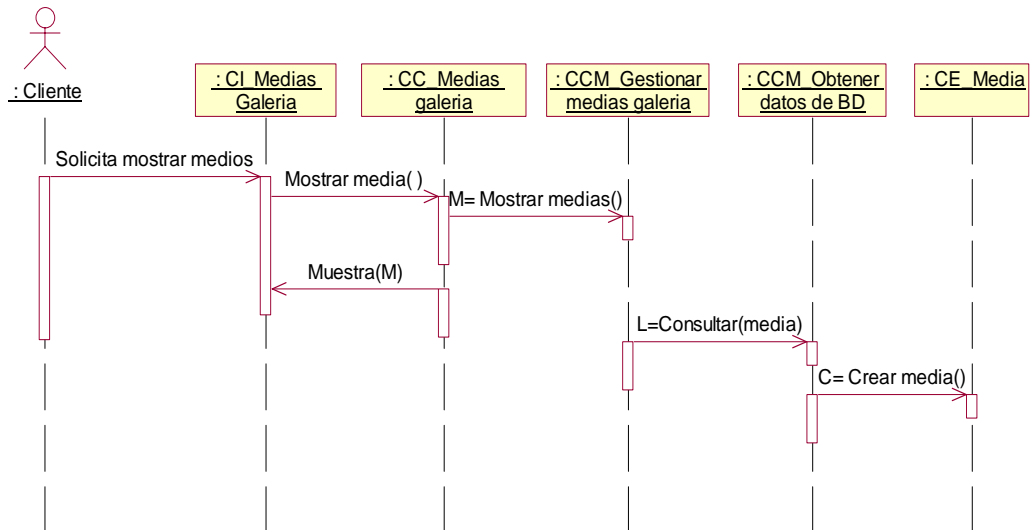 : Cliente
: CI_Medias
Galeria
: CC_Medias
galeria
: CCM_Gestionar
medias galeria
: CCM_Obtener
datos de BD
: CE_Media
Solicita mostrar medios
Mostrar media( )
M= Mostrar medias()
Muestra(M)
L=Consultar(media)
C= Crear media()